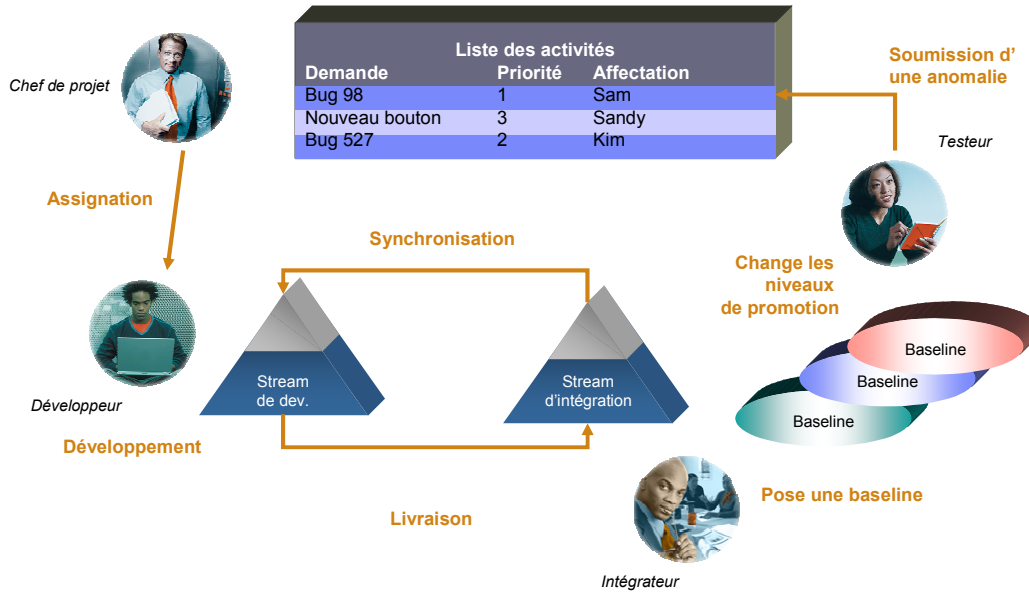 Liste des activités
Demande Priorité Affectation
Bug 98 1 Sam
Nouveau bouton 3 Sandy
Bug 527 2 Kim
Chef de projet
Soumission d’
une anomalie
Testeur
Assignation
Synchronisation
Change les
niveaux
de promotion
Baseline
Baseline
Baseline
Stream
de dev.
Stream
d’intégration
Développeur
Développement
Livraison
Pose une baseline
Intégrateur